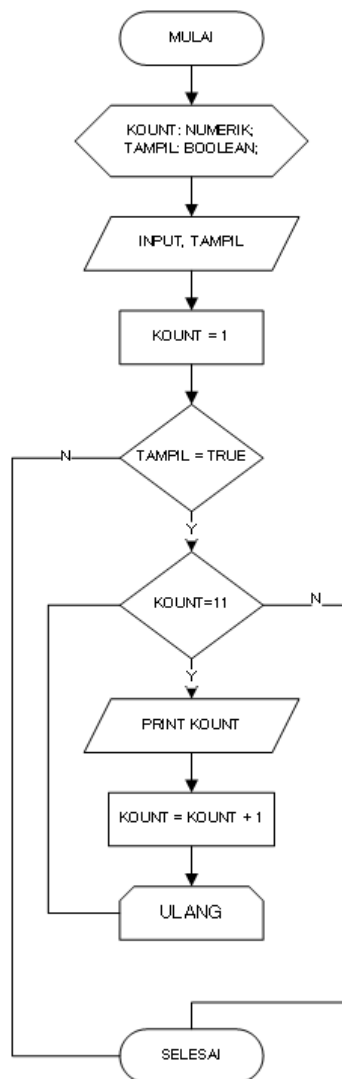 MULAI
KOUNT: NUMERIK;
TAMPIL: BOOLEAN;
INPUT, TAMPIL
KOUNT = 1
TAMPIL = TRUE
N
Y
KOUNT=11
N
Y
PRINT KOUNT
KOUNT = KOUNT + 1
ULANG
SELESAI